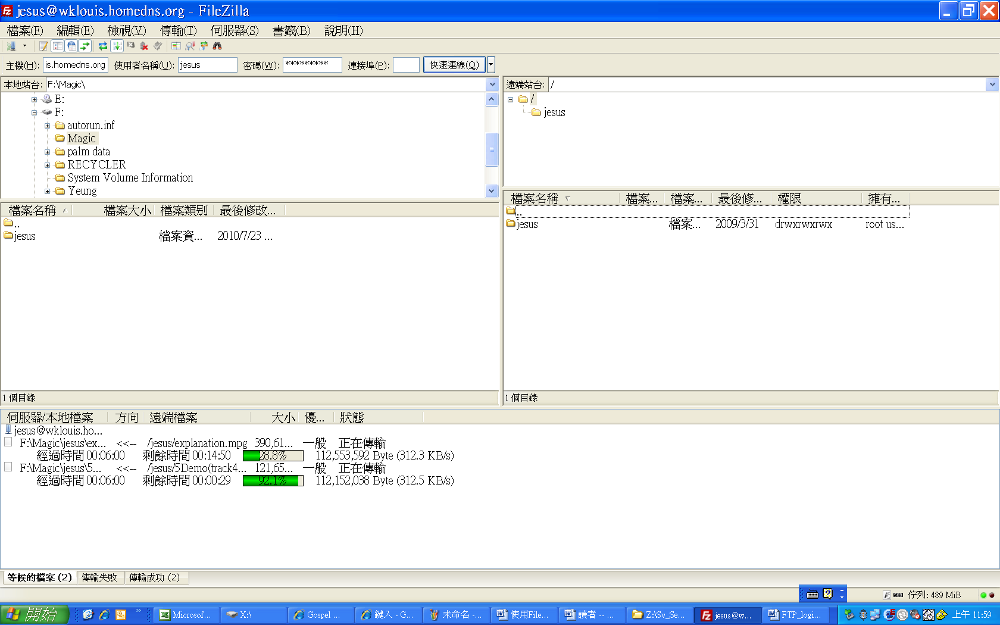 jesus@wklouis.homedns.org - FileZilla
檔案(F) 編輯(E) 檢視(V) 傳輸(T) 伺服器(S) 書籤(B) 說明(H)
主機(H): is.homedns.org 使用者名稱(U): jesus 密碼(W): ********* 連接埠(P): 快速連線(Q)
本地站台: F:\Magic\
E:
F:
autorun.inf
Magic
palm data
RECYCLER
System Volume Information
Yeung
檔案名稱 檔案大小 檔案類別 最後修改...
..
jesus 檔案資... 2010/7/23 ...
1 個目錄
遠端站台: /
/
jesus
檔案名稱 檔案... 檔案... 最後修... 權限 擁有...
..
jesus 檔案... 2009/3/31 drwxrwxrwx root us...
1 個目錄
伺服器/本地檔案 方向 遠端檔案 大小 優... 狀態
jesus@wklouis.ho...
F:\Magic\jesus\ex... <<-- /jesus/explanation.mpg 390,61... 一般 正在傳輸
經過時間 00:06:00 剩餘時間 00:14:50 28.8% 112,553,592 Byte (312.3 KB/s)
F:\Magic\jesus\5... <<-- /jesus/5Demo(track4... 121,65... 一般 正在傳輸
經過時間 00:06:00 剩餘時間 00:00:29 92.1% 112,152,038 Byte (312.5 KB/s)
等候的檔案 (2) 傳輸失敗 傳輸成功 (2)
佇列: 489 MiB
開始 Microsof... X:\ Gospel ... 鍵入 - G... 未命名 -... 使用File... 讀者 -- ... Z:\Sv_Se... jesus@w... FTP_logi... 上午 11:59